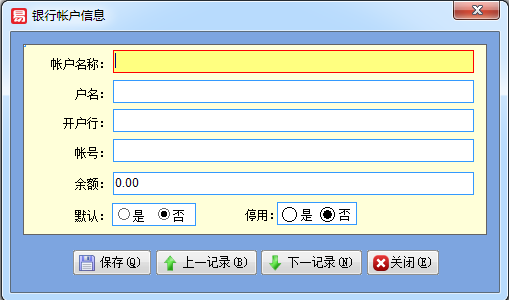 易 银行帐户信息
帐户名称：
户名：
开户行：
帐号：
余额： 0.00
默认： 是 否 停用： 是 否
保存(Q) 上一记录(B) 下一记录(N) 关闭(E)